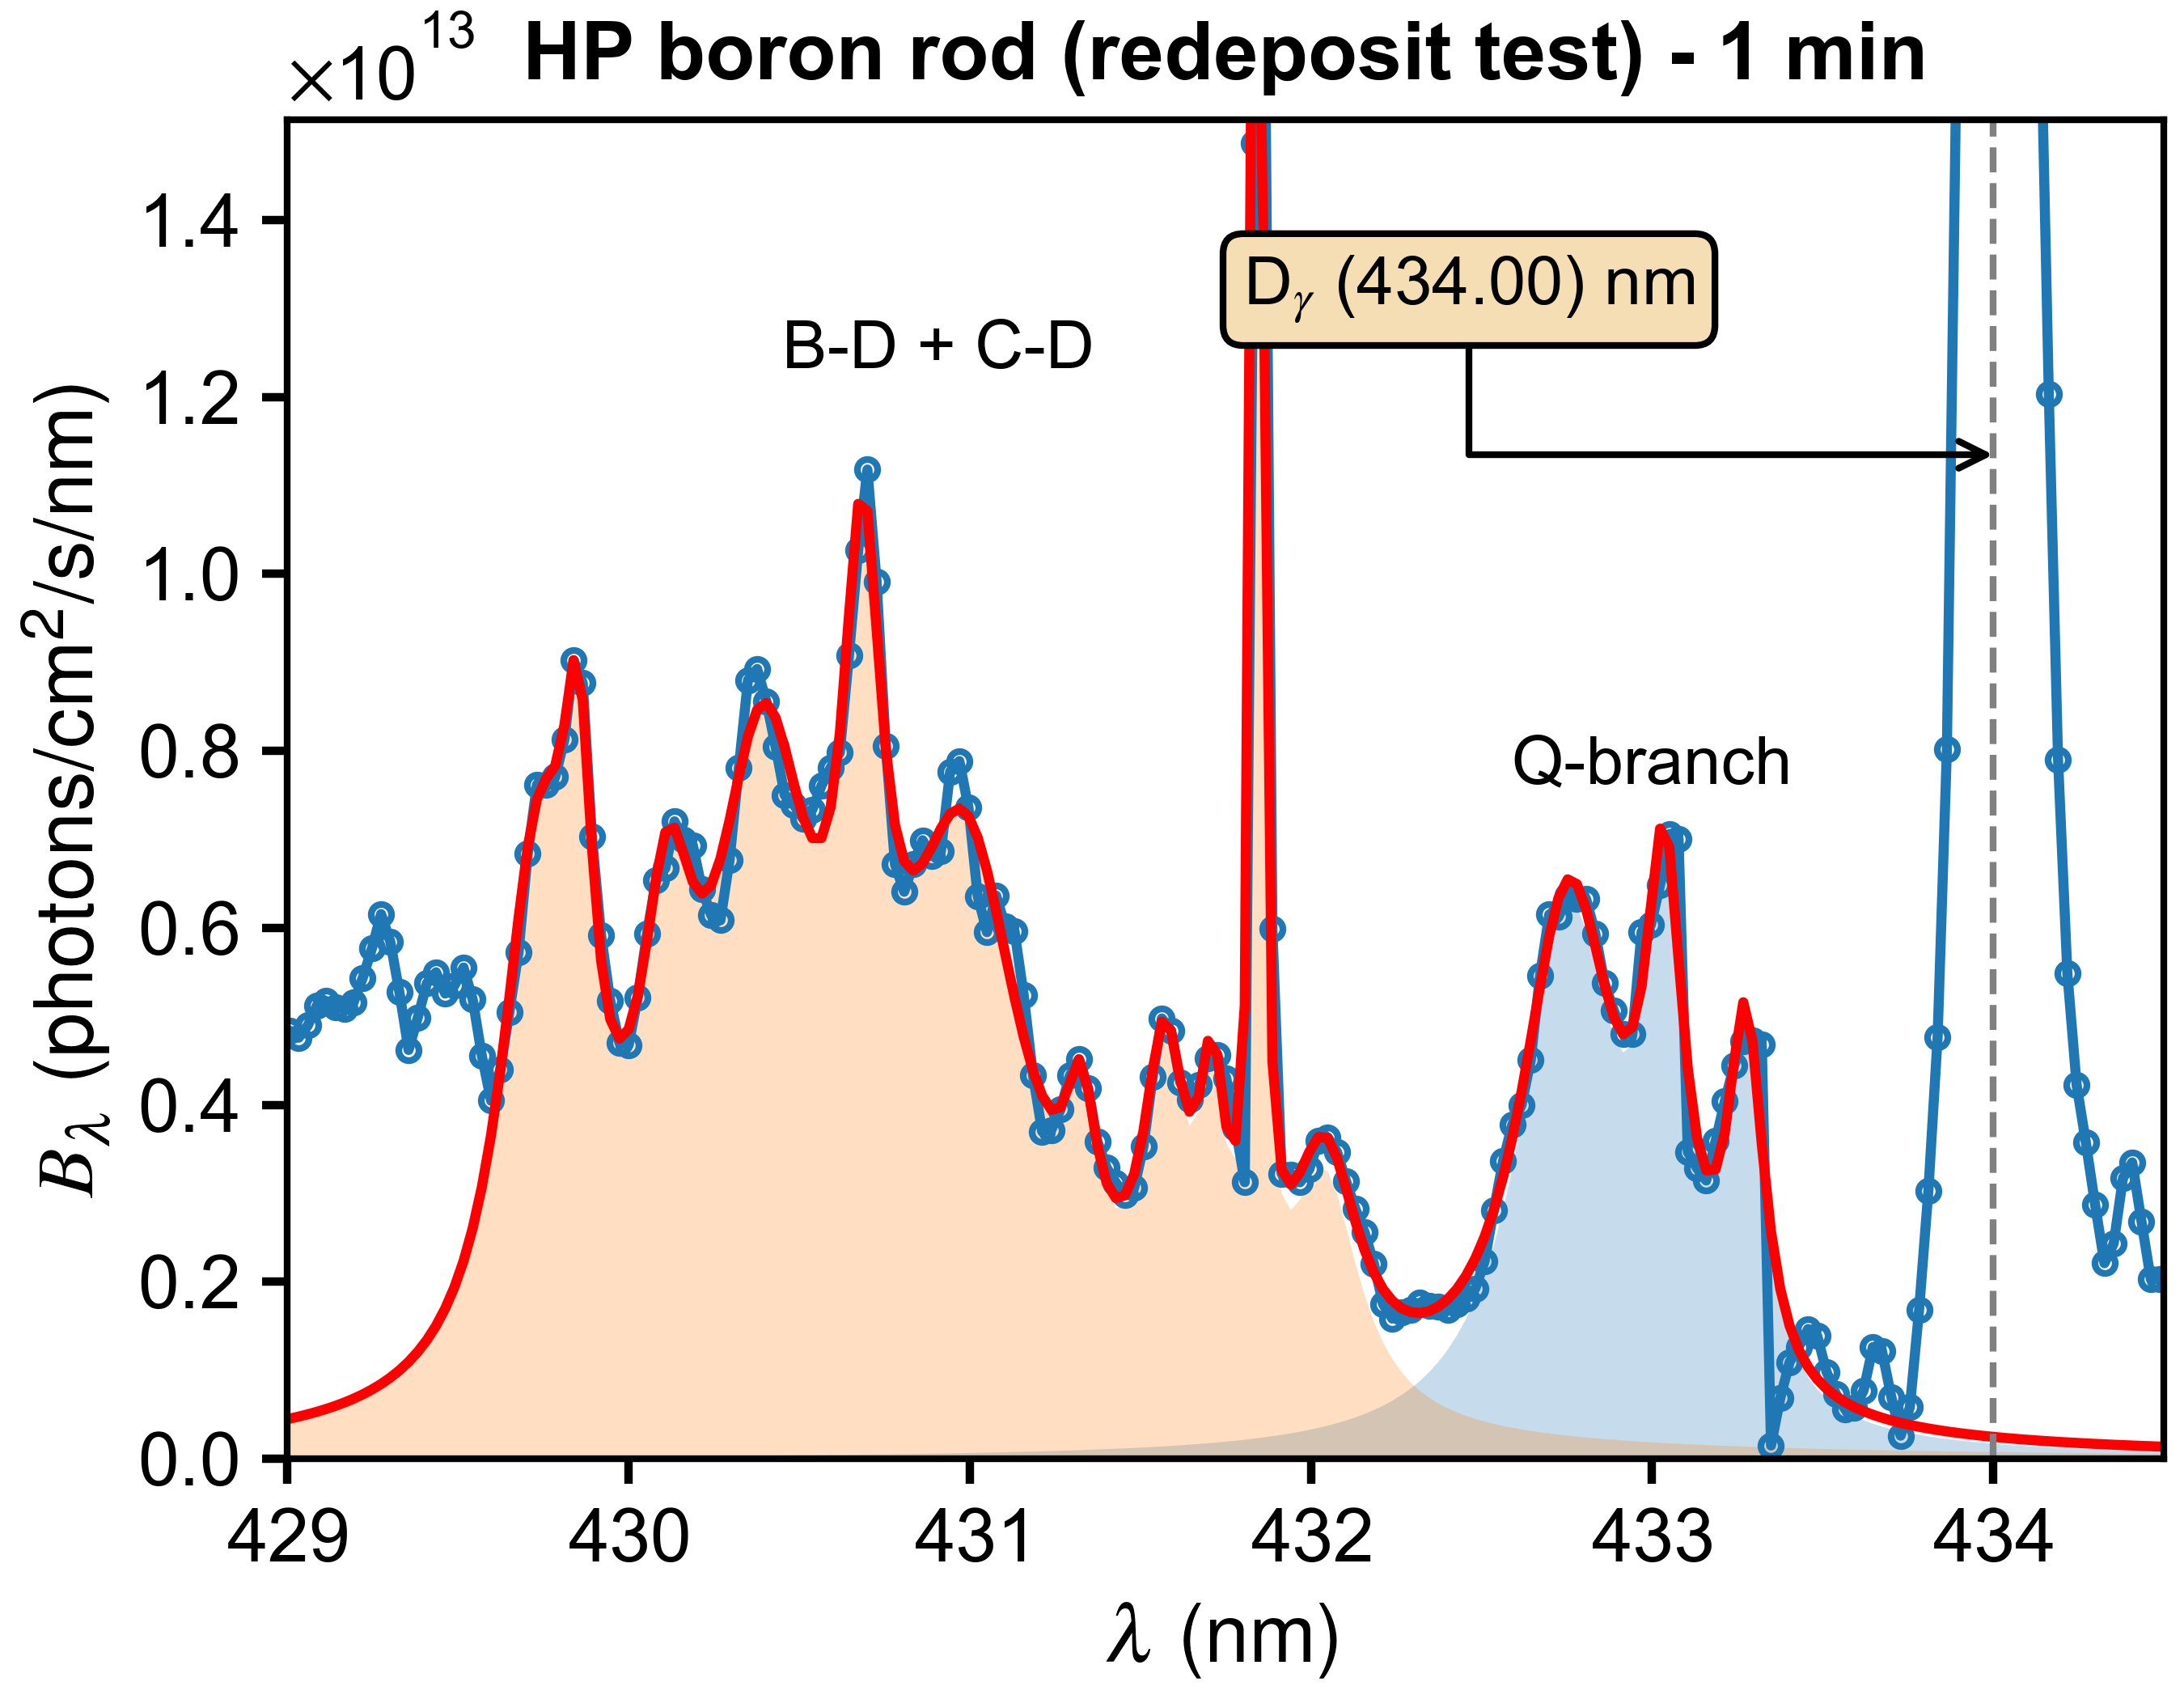 ×10¹³ HP boron rod (redeposit test) - 1 min
1.4
1.2
1.0
0.8
0.6
0.4
0.2
0.0
B_λ (photons/cm²/s/nm)
D_γ (434.00) nm
B-D + C-D
Q-branch
429 430 431 432 433 434
λ (nm)